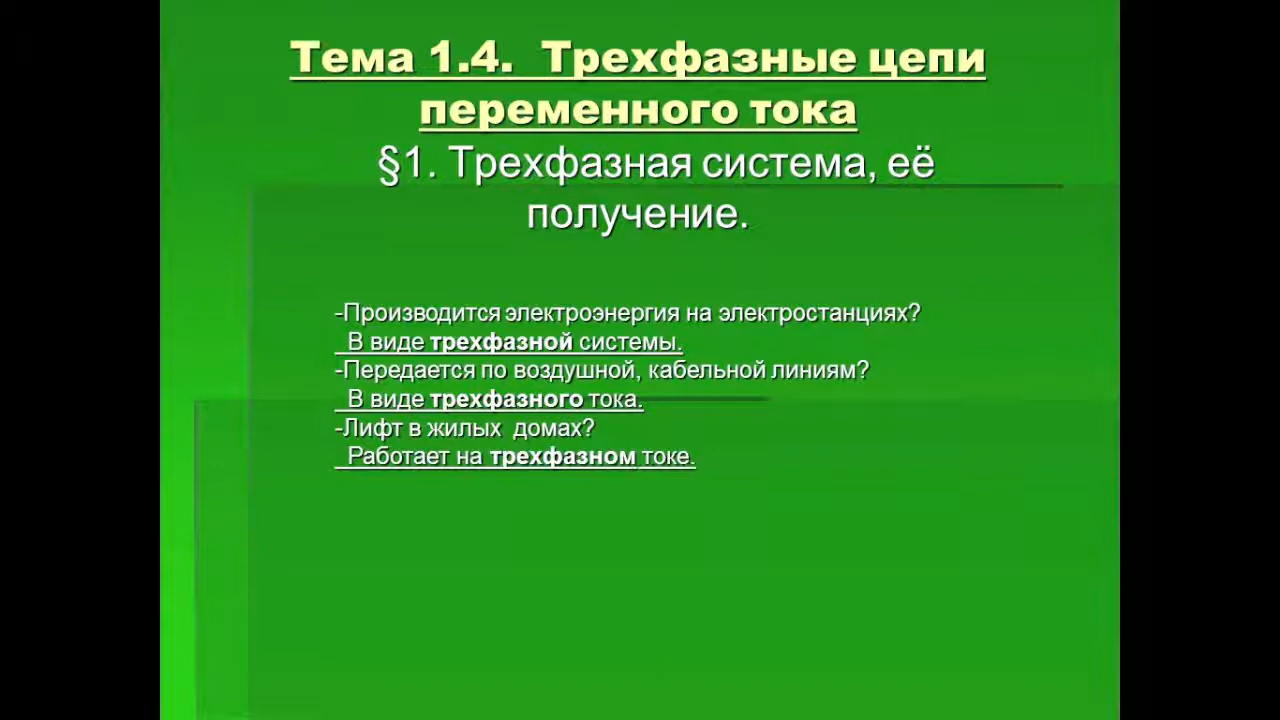 Тема 1.4. Трехфазные цепи
переменного тока
§1. Трехфазная система, её
получение.
-Производится электроэнергия на электростанциях?
В виде трехфазной системы.
-Передается по воздушной, кабельной линиям?
В виде трехфазного тока.
-Лифт в жилых домах?
Работает на трехфазном токе.